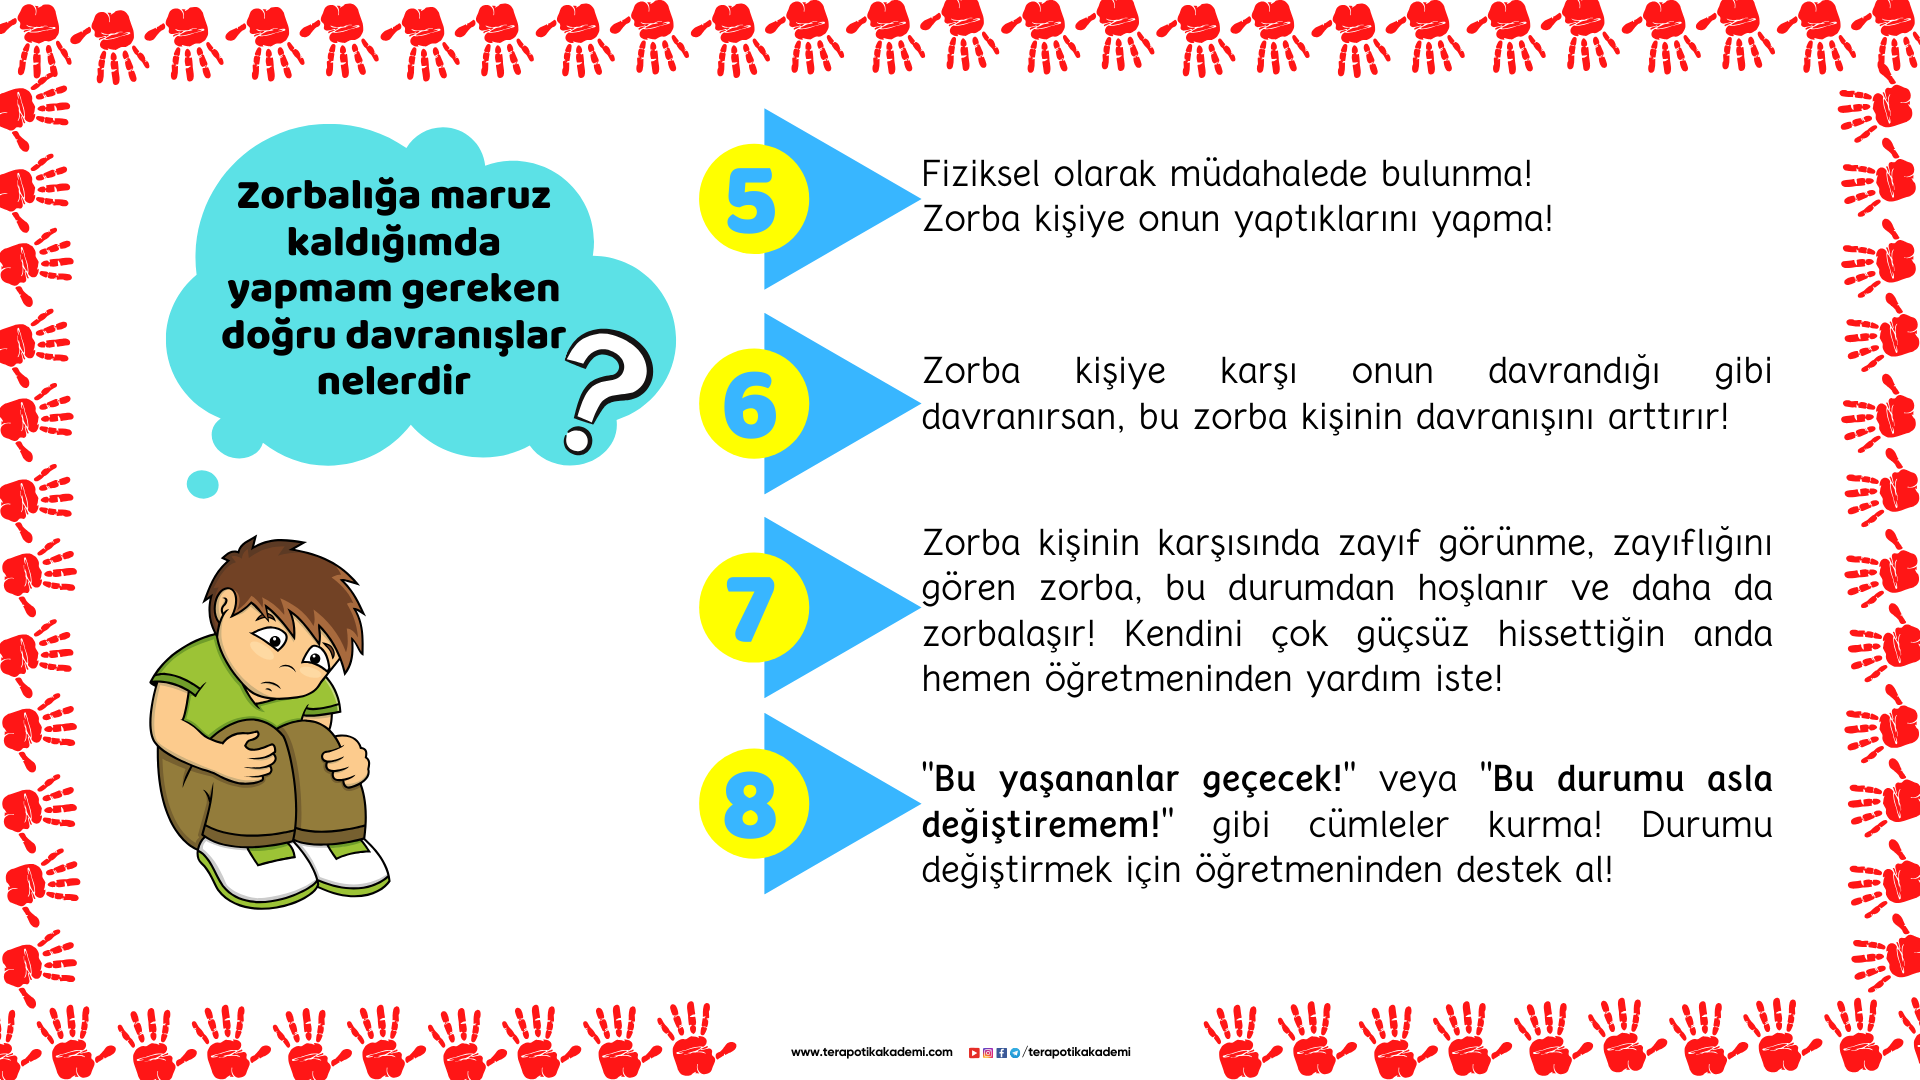 Zorbalığa maruz
kaldığımda
yapmam gereken
doğru davranışlar
nelerdir
?
5
Fiziksel olarak müdahalede bulunma!
Zorba kişiye onun yaptıklarını yapma!
6
Zorba kişiye karşı onun davrandığı gibi
davranırsan, bu zorba kişinin davranışını arttırır!
7
Zorba kişinin karşısında zayıf görünme, zayıflığını
gören zorba, bu durumdan hoşlanır ve daha da
zorbalaşır! Kendini çok güçsüz hissettiğin anda
hemen öğretmeninden yardım iste!
8
"Bu yaşananlar geçecek!" veya "Bu durumu asla
değiştiremem!" gibi cümleler kurma! Durumu
değiştirmek için öğretmeninden destek al!
www.terapotikakademi.com /terapotikakademi